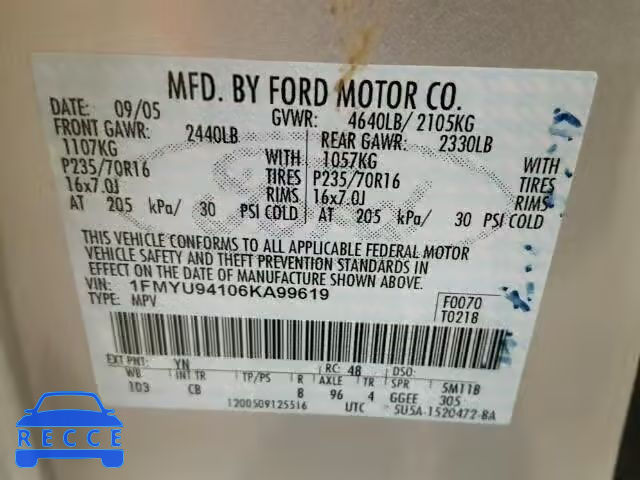 MFD. BY FORD MOTOR CO.
DATE: 09/05 GVWR: 4640LB/ 2105KG
FRONT GAWR: 2440LB REAR GAWR: 2330LB
1107KG WITH 1057KG WITH
P235/70R16 TIRES P235/70R16 TIRES
16x7.0J RIMS 16x7.0J RIMS
AT 205 kPa/ 30 PSI COLD AT 205 kPa/ 30 PSI COLD
THIS VEHICLE CONFORMS TO ALL APPLICABLE FEDERAL MOTOR
VEHICLE SAFETY AND THEFT PREVENTION STANDARDS IN
EFFECT ON THE DATE OF MANUFACTURE SHOWN ABOVE.
VIN: 1FMYU94106KA99619 F0070
TYPE: MPV T0218
EXT PNT: YN RC: 48 DSO:
WB INT TR TP/PS R AXLE TR SPR 5M11B
103 CB 8 96 4 GGEE 305
1200509125516 UTC 5U5A-1520472-BA
RECCE